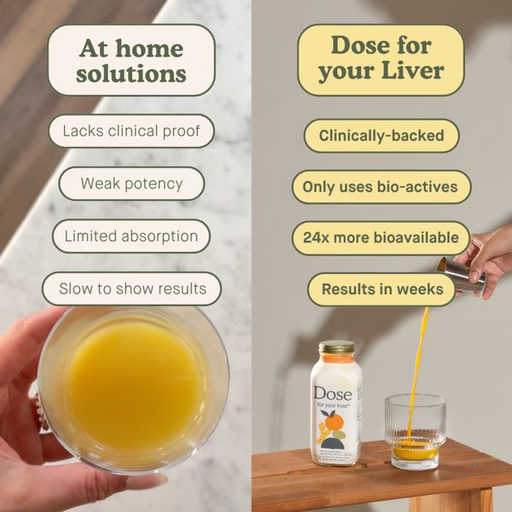 At home
solutions
Lacks clinical proof
Weak potency
Limited absorption
Slow to show results
Dose for
your Liver
Clinically-backed
Only uses bio-actives
24x more bioavailable
Results in weeks
Dose
for your liver